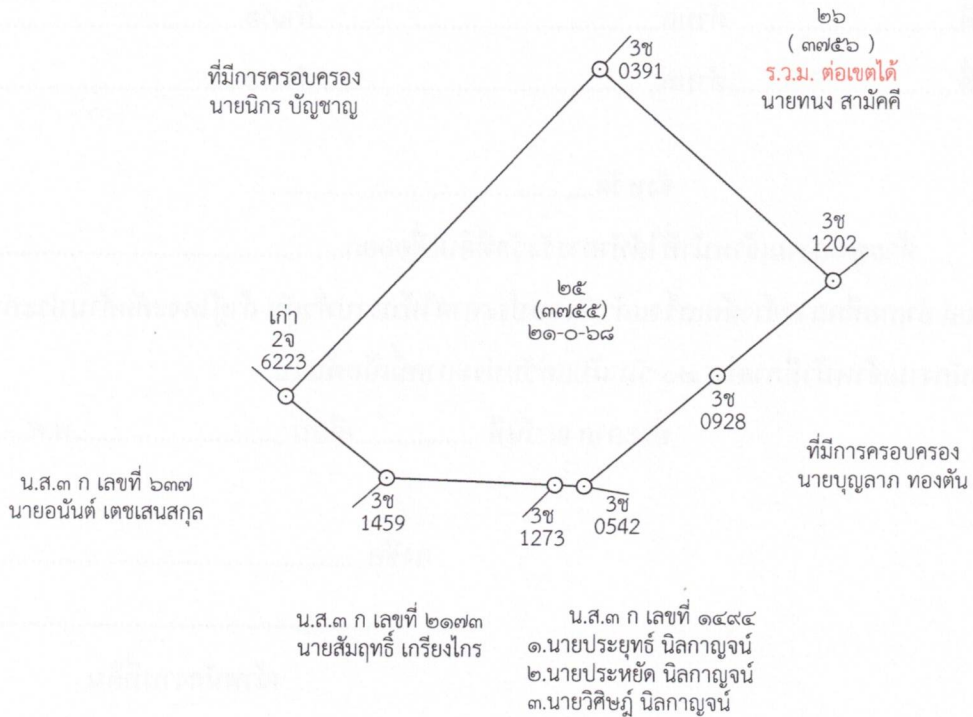 ๒๖
( ๓๗๕๖ )
ร.ว.ม. ต่อเขตได้
นายทนง สามัคคี
ที่มีการครอบครอง
นายนิกร บัญชาญ
3ช
0391
3ช
1202
๒๕
(๓๗๕๕)
๒๑-๐-๖๘
เก่า
2จ
6223
3ช
0928
ที่มีการครอบครอง
นายบุญลาภ ทองตัน
น.ส.๓ ก เลขที่ ๖๓๗
นายอนันต์ เตชเสนสกุล
3ช
1459
3ช
1273
3ช
0542
น.ส.๓ ก เลขที่ ๒๑๗๓
นายสัมฤทธิ์ เกรียงไกร
น.ส.๓ ก เลขที่ ๑๔๙๔
๑.นายประยุทธ์ นิลกาญจน์
๒.นายประหยัด นิลกาญจน์
๓.นายวิศิษฎ์ นิลกาญจน์